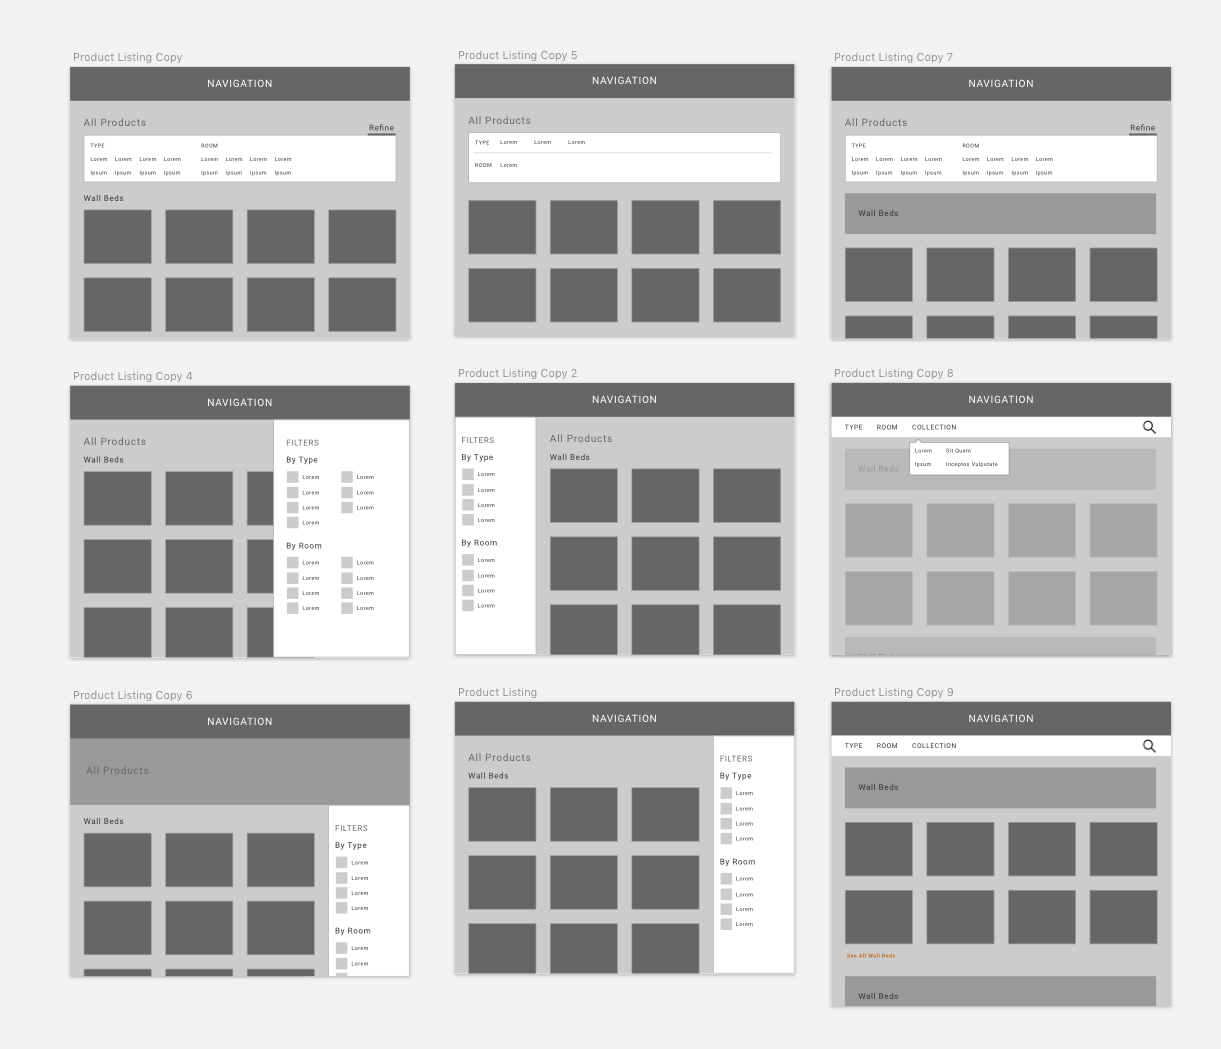 Product Listing Copy
NAVIGATION
All Products
Refine
TYPE ROOM
Lorem Lorem Lorem Lorem Lorem Lorem Lorem Lorem
Ipsum Ipsum Ipsum Ipsum Ipsum Ipsum Ipsum Ipsum
Wall Beds
Product Listing Copy 5
NAVIGATION
All Products
TYPE Lorem Lorem Lorem
ROOM Lorem
Product Listing Copy 7
NAVIGATION
All Products
Refine
TYPE ROOM
Lorem Lorem Lorem Lorem Lorem Lorem Lorem Lorem
Ipsum Ipsum Ipsum Ipsum Ipsum Ipsum Ipsum Ipsum
Wall Beds
Product Listing Copy 4
NAVIGATION
All Products
Wall Beds
FILTERS
By Type
Lorem Lorem
Lorem Lorem
Lorem Lorem
Lorem
By Room
Lorem Lorem
Lorem Lorem
Lorem Lorem
Lorem Lorem
Product Listing Copy 2
NAVIGATION
FILTERS
By Type
Lorem
Lorem
Lorem
Lorem
By Room
Lorem
Lorem
Lorem
Lorem
All Products
Wall Beds
Product Listing Copy 8
NAVIGATION
TYPE ROOM COLLECTION
Lorem Sit Quam
Ipsum Inceptos Vulputate
Wall Beds
Product Listing Copy 6
NAVIGATION
All Products
Wall Beds
FILTERS
By Type
Lorem
Lorem
Lorem
Lorem
By Room
Lorem
Lorem
Product Listing
NAVIGATION
All Products
Wall Beds
FILTERS
By Type
Lorem
Lorem
Lorem
Lorem
By Room
Lorem
Lorem
Lorem
Lorem
Product Listing Copy 9
NAVIGATION
TYPE ROOM COLLECTION
Wall Beds
See All Wall Beds
Wall Beds